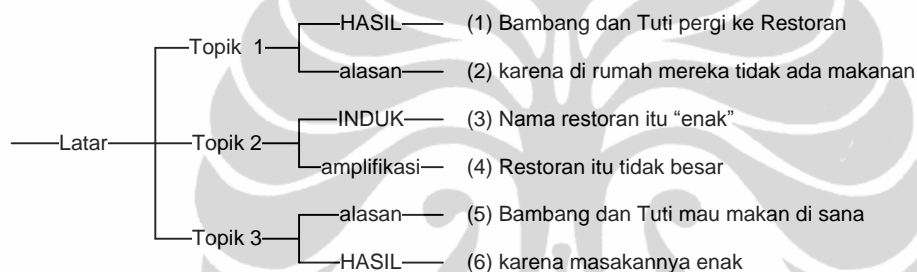 HASIL (1) Bambang dan Tuti pergi ke Restoran
Topik 1
alasan (2) karena di rumah mereka tidak ada makanan
INDUK (3) Nama restoran itu “enak”
Latar Topik 2
amplifikasi (4) Restoran itu tidak besar
alasan (5) Bambang dan Tuti mau makan di sana
Topik 3
HASIL (6) karena masakannya enak